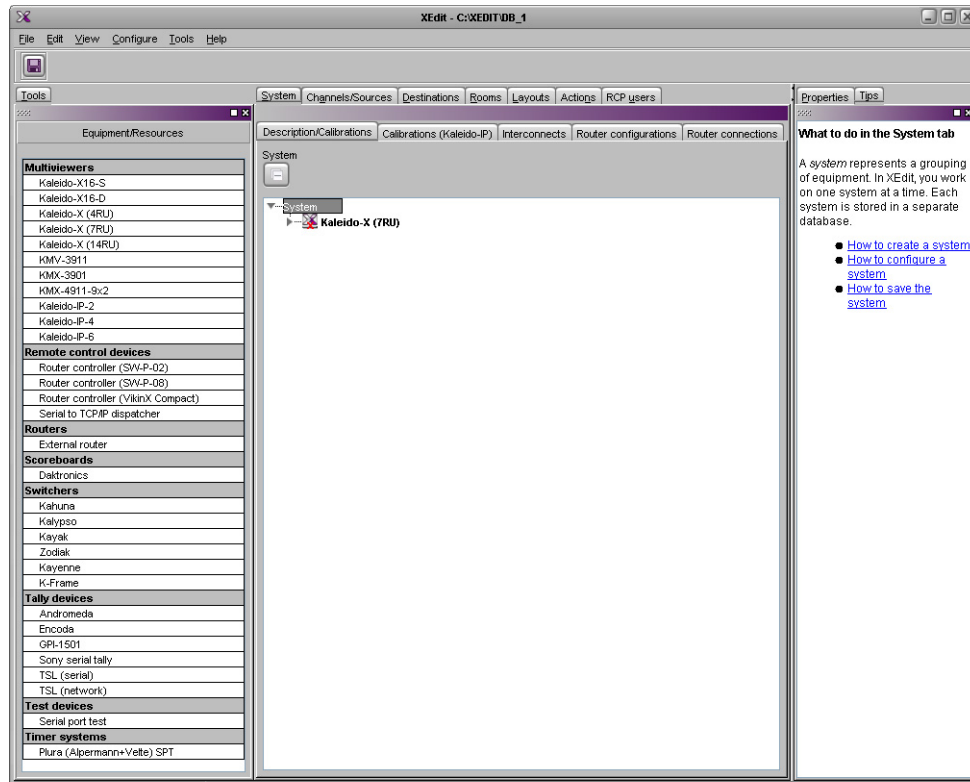 XEdit - C:\XEDIT\DB_1
File Edit View Configure Tools Help
Tools
Equipment/Resources
Multiviewers
Kaleido-X16-S
Kaleido-X16-D
Kaleido-X (4RU)
Kaleido-X (7RU)
Kaleido-X (14RU)
KMV-3911
KMX-3901
KMX-4911-9x2
Kaleido-IP-2
Kaleido-IP-4
Kaleido-IP-6
Remote control devices
Router controller (SW-P-02)
Router controller (SW-P-08)
Router controller (VikinX Compact)
Serial to TCP/IP dispatcher
Routers
External router
Scoreboards
Daktronics
Switchers
Kahuna
Kalypso
Kayak
Zodiak
Kayenne
K-Frame
Tally devices
Andromeda
Encoda
GPI-1501
Sony serial tally
TSL (serial)
TSL (network)
Test devices
Serial port test
Timer systems
Plura (Alpermann+Velte) SPT
System Channels/Sources Destinations Rooms Layouts Actions RCP users
Description/Calibrations Calibrations (Kaleido-IP) Interconnects Router configurations Router connections
System
System
Kaleido-X (7RU)
Properties Tips
What to do in the System tab
A system represents a grouping
of equipment. In XEdit, you work
on one system at a time. Each
system is stored in a separate
database.
How to create a system
How to configure a
system
How to save the
system